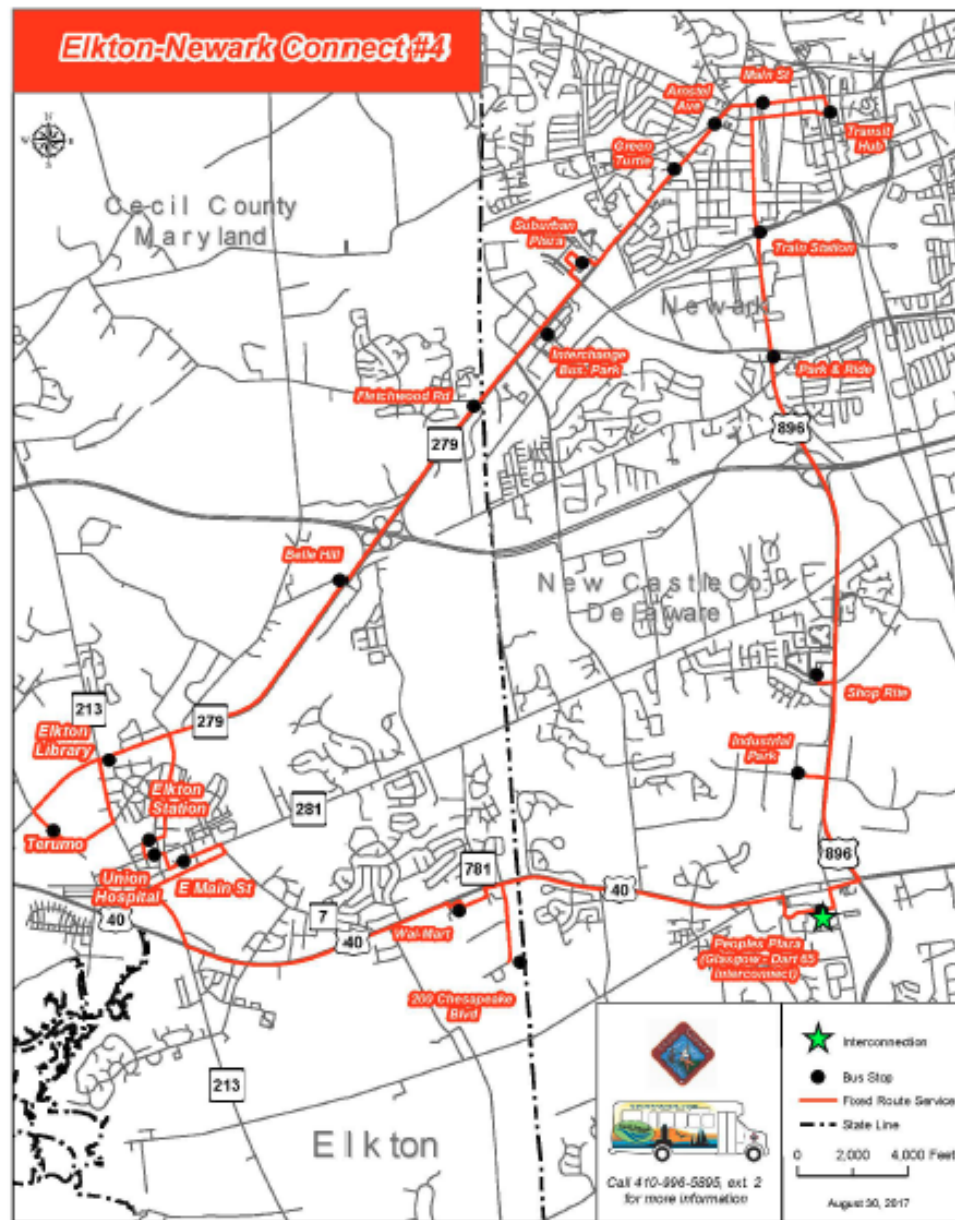 Elkton-Newark Connect #4
Main St
Amstel
Ave
Transit
Hub
Green
Turtle
Cecil County
Maryland
Suburban
Plaza
Train Station
Newark
Interchange
Bus. Park
Park & Ride
Fletchwood Rd
896
279
Belle Hill
New Castle Co.
DeLaware
213
279
Shop Rite
Elkton
Library
Industrial
Park
Elkton
Station
281
Terumo
Union
Hospital
E Main St
781
896
40
40
7
40
Wal-Mart
Peoples Plaza
(Glasgow - Dart 65
Interconnect)
200 Chesapeake
Blvd
213
Elkton
N
W
E
S
Interconnection
Bus Stop
Fixed Route Service
State Line
0 2,000 4,000 Feet
August 30, 2017
Call 410-996-5895, ext. 2
for more information